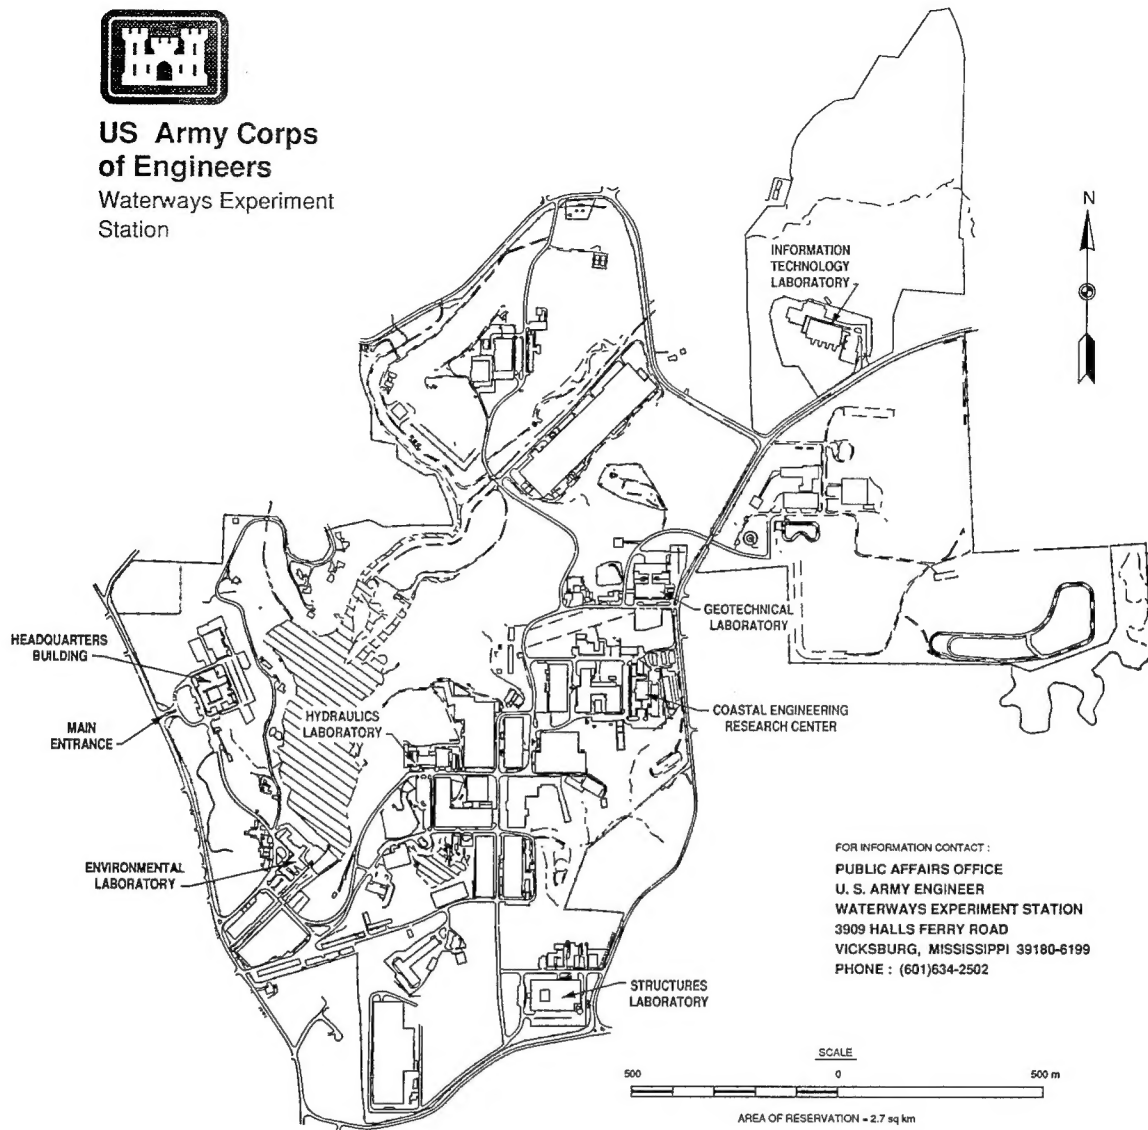 US Army Corps
of Engineers
Waterways Experiment
Station
N
INFORMATION
TECHNOLOGY
LABORATORY
GEOTECHNICAL
LABORATORY
HEADQUARTERS
BUILDING
MAIN
ENTRANCE
HYDRAULICS
LABORATORY
COASTAL ENGINEERING
RESEARCH CENTER
ENVIRONMENTAL
LABORATORY
STRUCTURES
LABORATORY
FOR INFORMATION CONTACT :
PUBLIC AFFAIRS OFFICE
U. S. ARMY ENGINEER
WATERWAYS EXPERIMENT STATION
3909 HALLS FERRY ROAD
VICKSBURG, MISSISSIPPI 39180-6199
PHONE : (601)634-2502
SCALE
500 0 500 m
AREA OF RESERVATION = 2.7 sq km